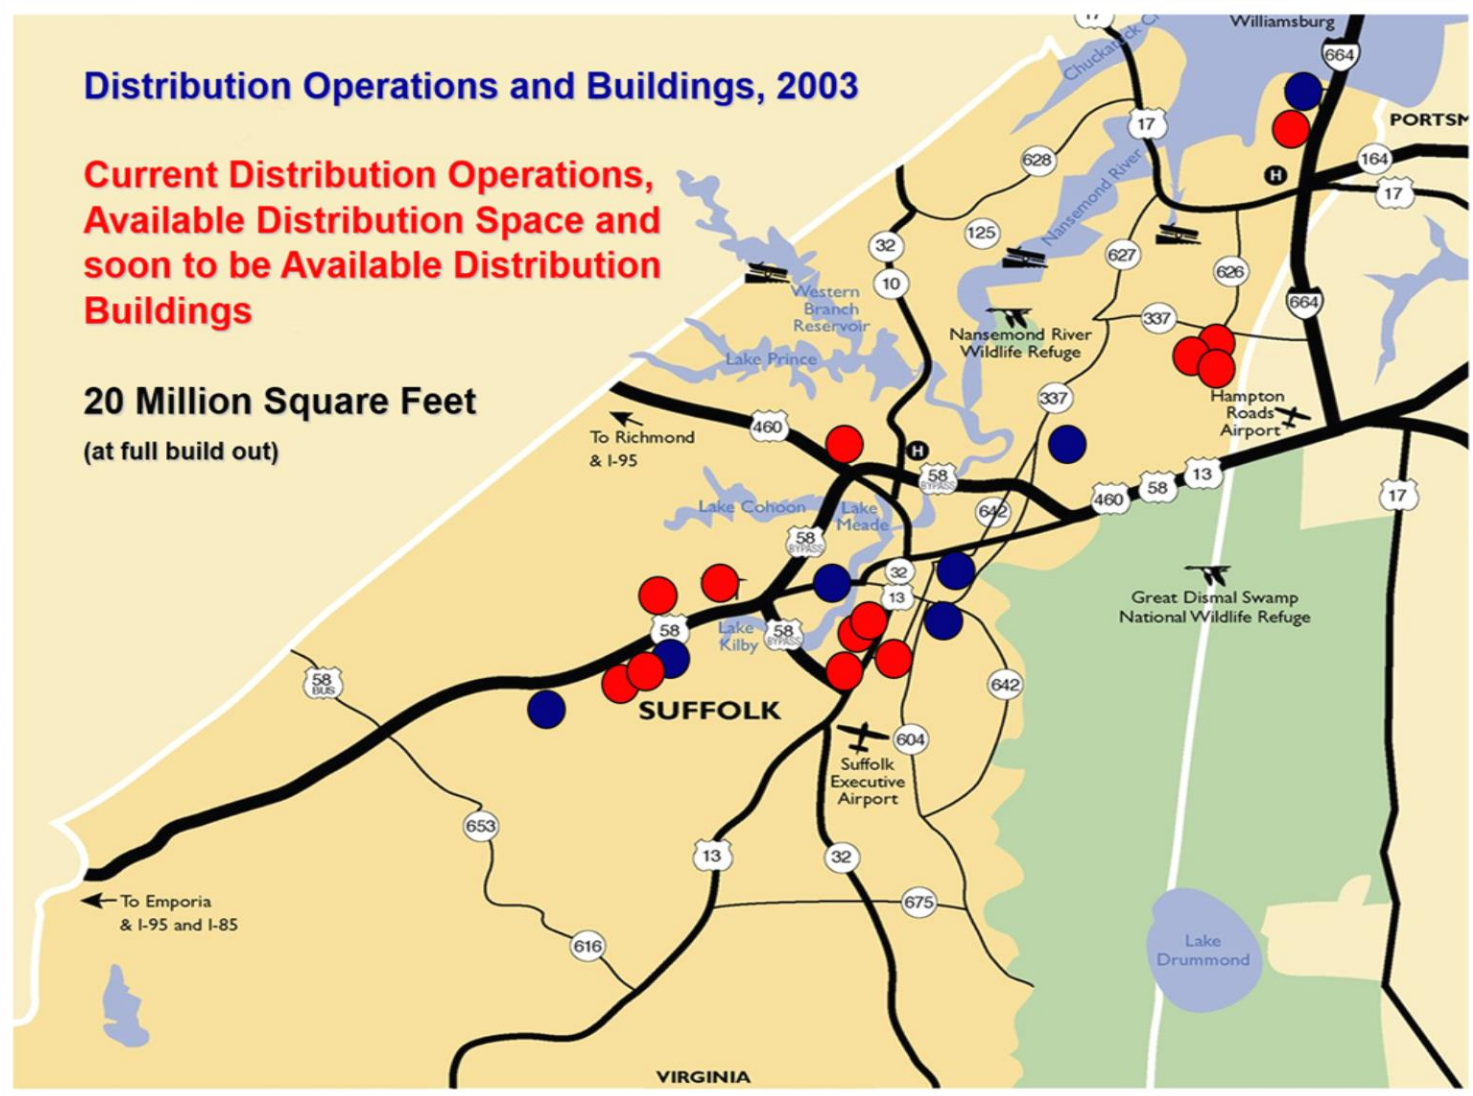 Distribution Operations and Buildings, 2003
Current Distribution Operations,
Available Distribution Space and
soon to be Available Distribution
Buildings
20 Million Square Feet
(at full build out)
17
Williamsburg
664
Chuckatuck
PORTSM
17
628
164
H
17
Nansemond River
125
32
627
626
10
Western
Branch
Reservoir
664
337
Nansemond River
Wildlife Refuge
Lake Prince
337
Hampton
Roads
Airport
460
To Richmond
& I-95
H
58
BYPASS
13
58
460
17
Lake Cohoon
Lake
Meade
642
58
BYPASS
32
13
Great Dismal Swamp
National Wildlife Refuge
58
Lake
Kilby
58
BYPASS
58
BUS
642
SUFFOLK
604
Suffolk
Executive
Airport
653
13
32
To Emporia
& I-95 and I-85
675
616
Lake
Drummond
VIRGINIA